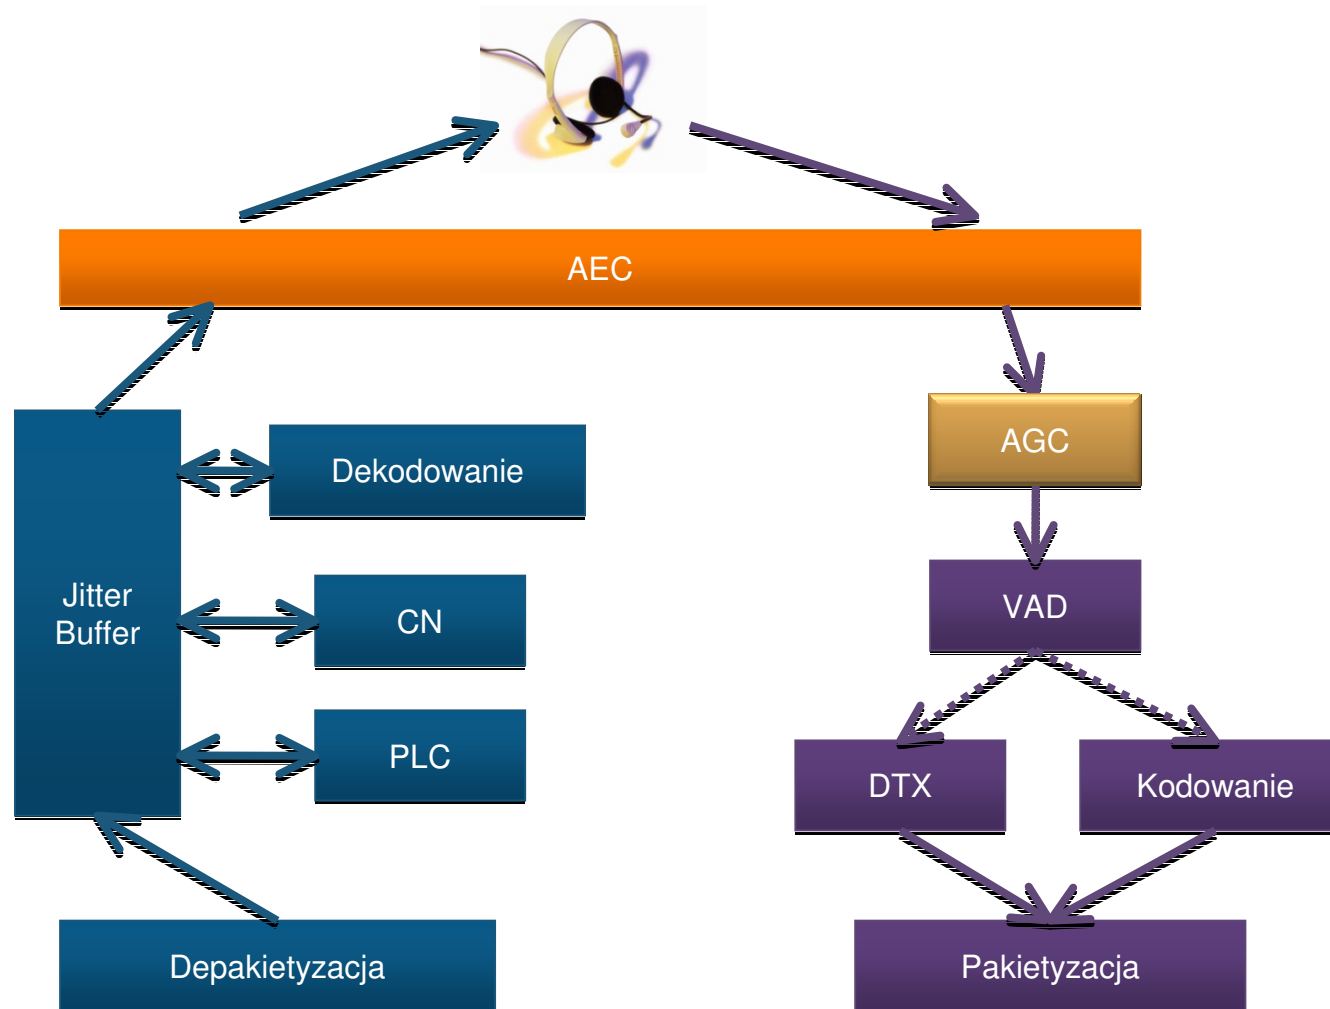 AEC
AGC
Dekodowanie
Jitter
Buffer
CN
VAD
PLC
DTX
Kodowanie
Depakietyzacja
Pakietyzacja